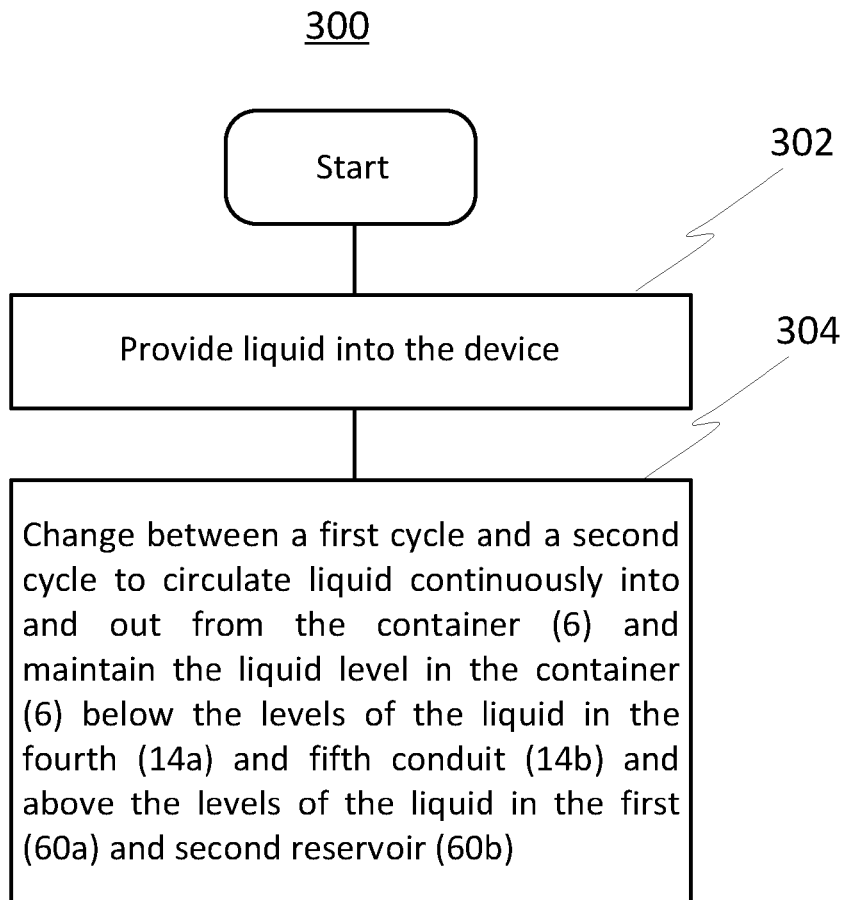 300
Start
302
Provide liquid into the device
304
Change between a first cycle and a second
cycle to circulate liquid continuously into
and out from the container (6) and
maintain the liquid level in the container
(6) below the levels of the liquid in the
fourth (14a) and fifth conduit (14b) and
above the levels of the liquid in the first
(60a) and second reservoir (60b)